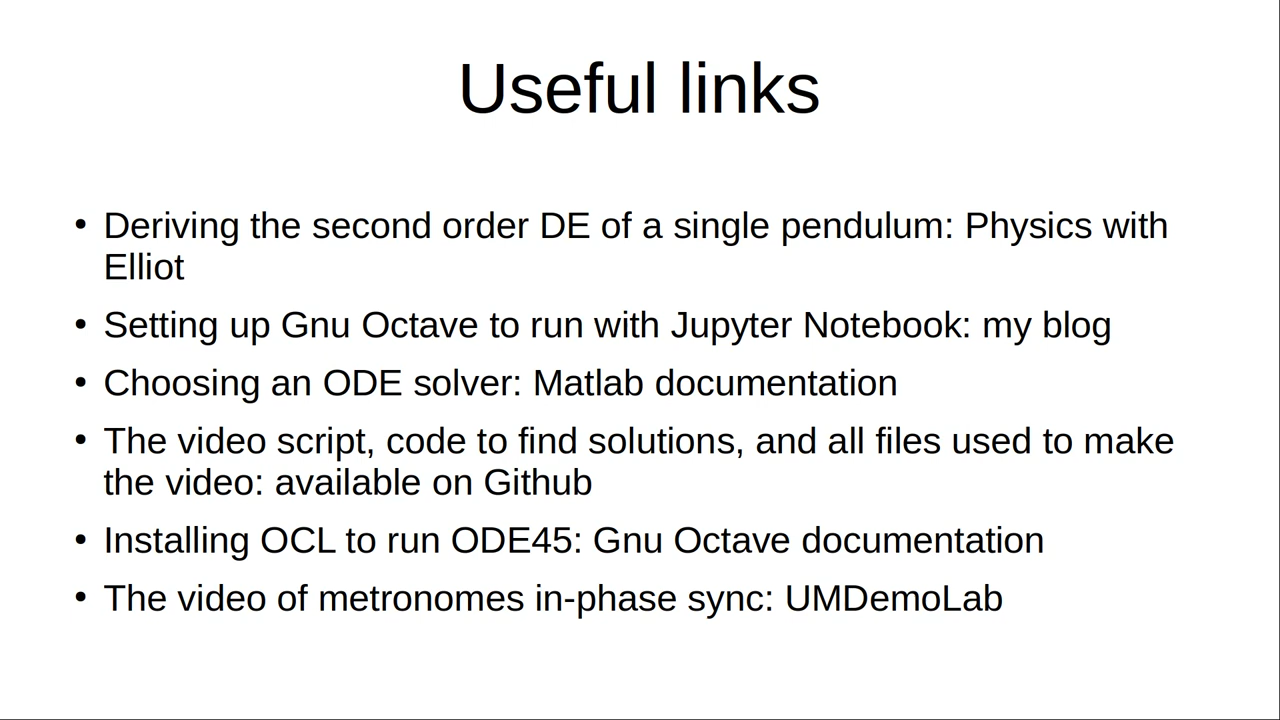 Useful links
• Deriving the second order DE of a single pendulum: Physics with
Elliot
• Setting up Gnu Octave to run with Jupyter Notebook: my blog
• Choosing an ODE solver: Matlab documentation
• The video script, code to find solutions, and all files used to make
the video: available on Github
• Installing OCL to run ODE45: Gnu Octave documentation
• The video of metronomes in-phase sync: UMDemoLab